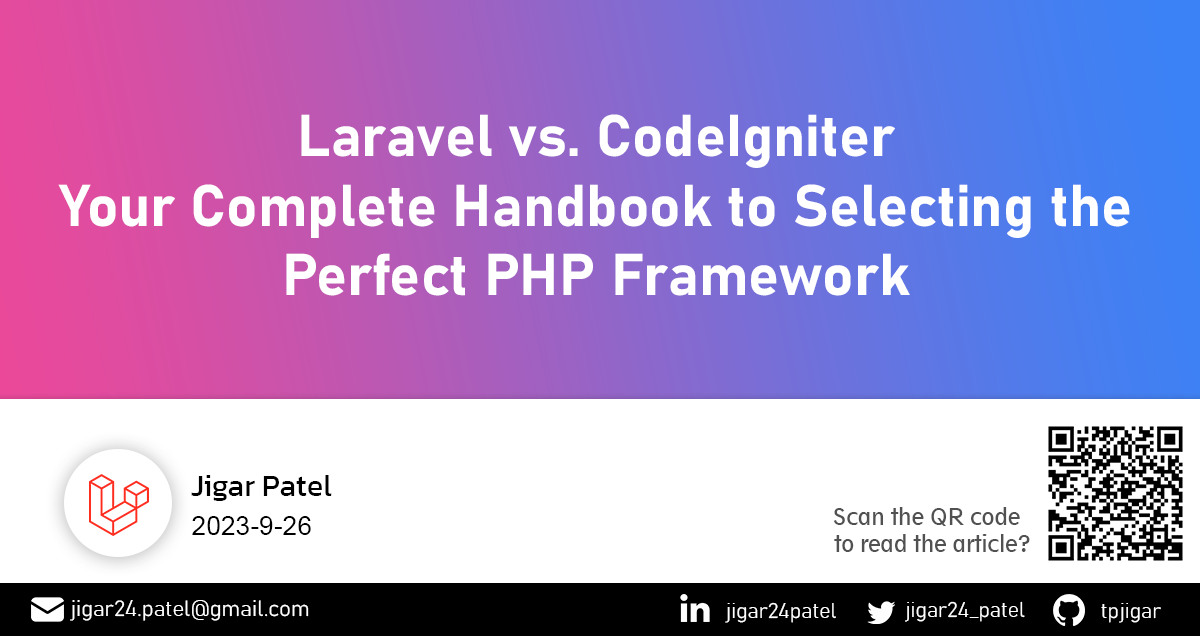 Laravel vs. CodeIgniter
Your Complete Handbook to Selecting the
Perfect PHP Framework
Jigar Patel
2023-9-26
Scan the QR code
to read the article?
jigar24.patel@gmail.com
in jigar24patel
jigar24_patel
tpjigar